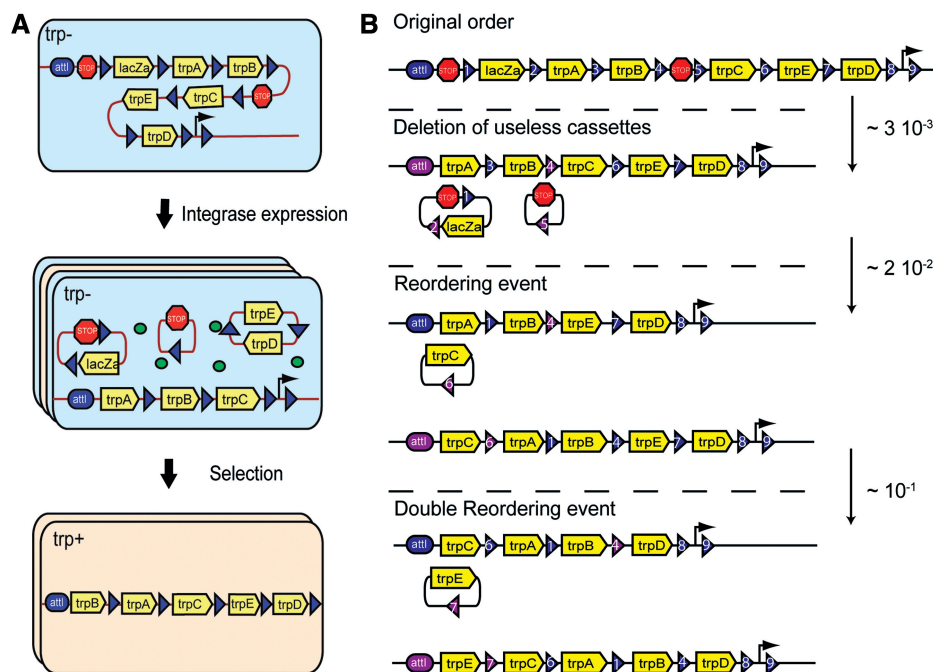 A
trp-
attI STOP lacZa trpA trpB
trpE trpC STOP
trpD
Integrase expression
trp-
STOP STOP trpE
lacZa trpD
attI trpA trpB trpC
Selection
trp+
attI trpB trpA trpC trpE trpD
B
Original order
attI STOP 1 lacZa 2 trpA 3 trpB 4 STOP 5 trpC 6 trpE 7 trpD 8 9
~ 3 10-3
Deletion of useless cassettes
attI trpA 3 trpB 4 trpC 6 trpE 7 trpD 8 9
STOP 1 STOP
2 lacZa 5
~ 2 10-2
Reordering event
attI trpA 1 trpB 4 trpE 7 trpD 8 9
trpC
6
attI trpC 6 trpA 1 trpB 4 trpE 7 trpD 8 9
~ 10-1
Double Reordering event
attI trpC 6 trpA 1 trpB 4 trpD 8 9
trpE
7
attI trpE 7 trpC 6 trpA 1 trpB 4 trpD 8 9